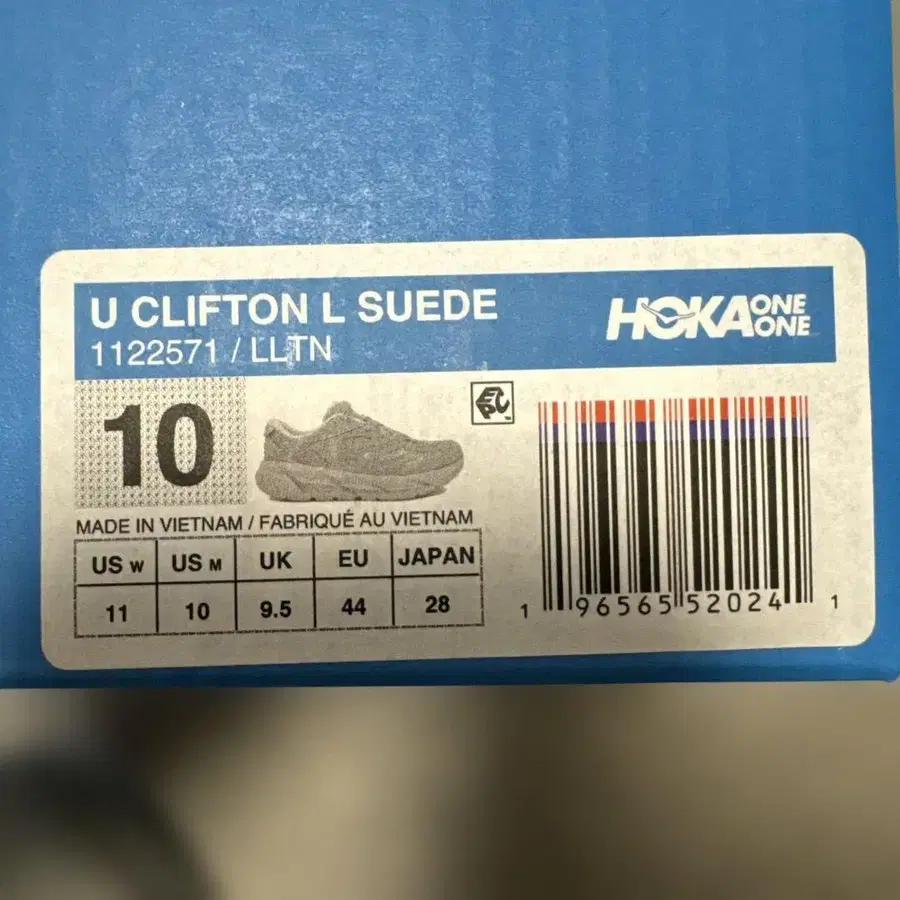 U CLIFTON L SUEDE
1122571 / LLTN
HOKA ONE ONE
10
EPC
MADE IN VIETNAM / FABRIQUÉ AU VIETNAM
US W US M UK EU JAPAN
11 10 9.5 44 28
1 96565 52024 1